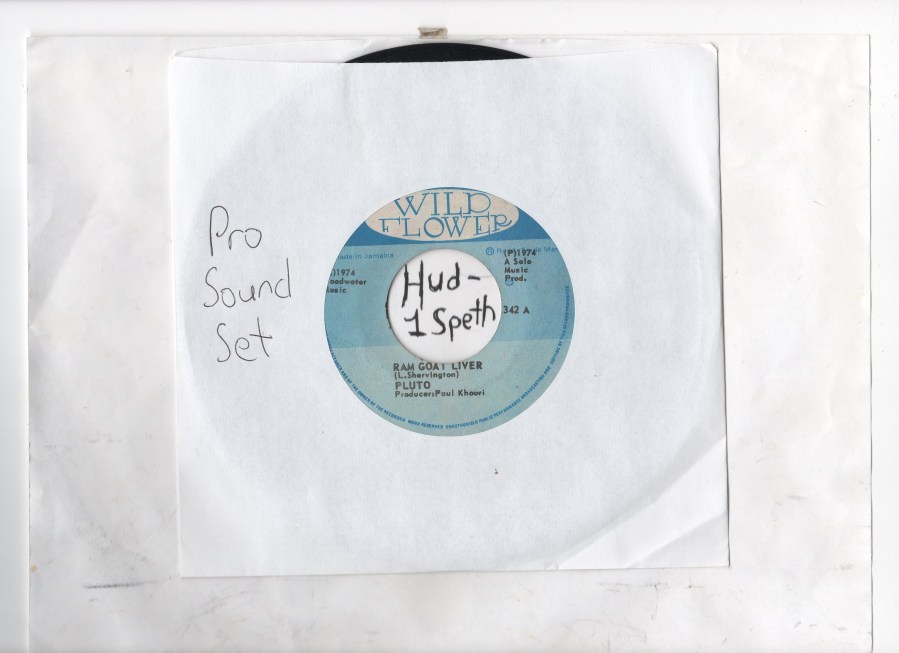 Pro
Sound
Set
WILD
FLOWER
Made in Jamaica
1974
Music
(P)1974
A Solo
Music
Prod.
342 A
Hud-
1 Speth
RAM GOAT LIVER
(L.Shervington)
PLUTO
Producer:Paul Khouri